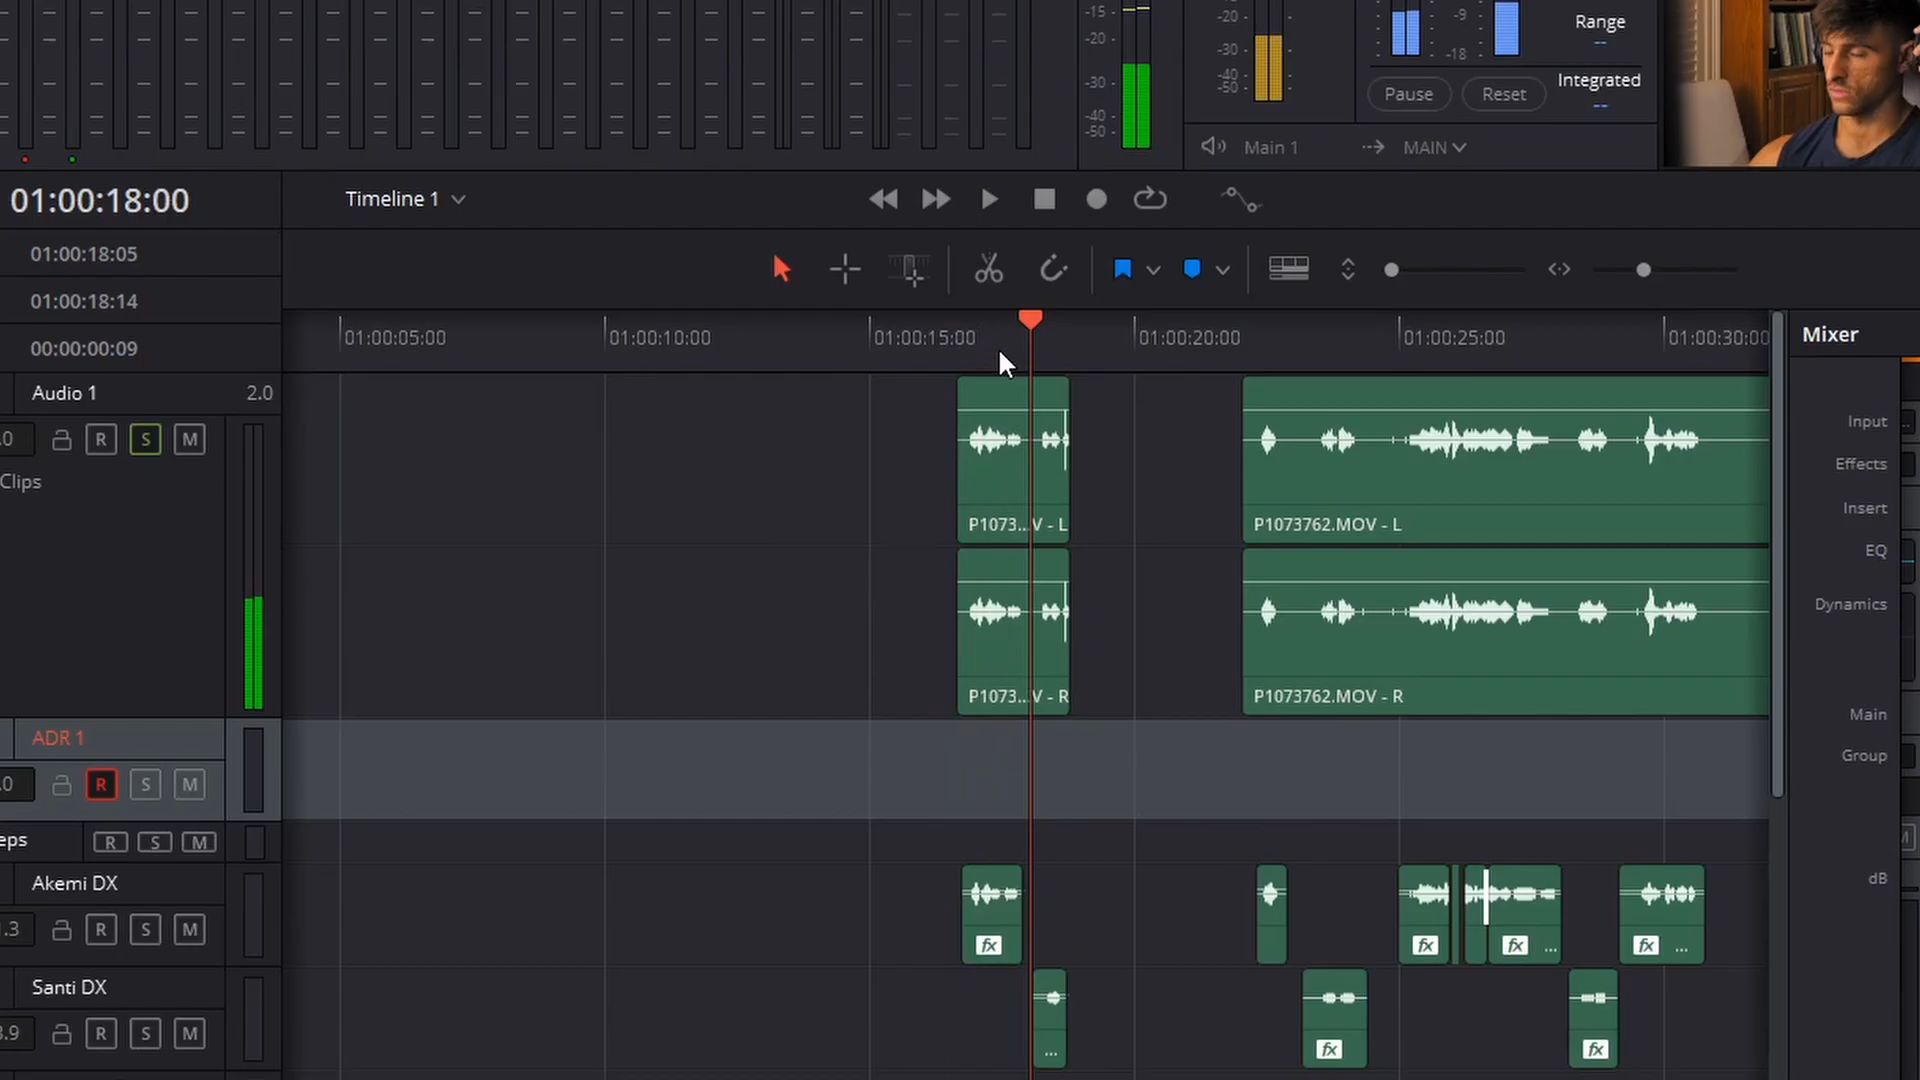 -15
-20
-30
-40
-50
-20
-30
-40
-50
-9
-18
Range
--
Pause
Reset
Integrated
--
Main 1
MAIN
01:00:18:00
Timeline 1
01:00:18:05
01:00:18:14
00:00:00:09
01:00:05:00
01:00:10:00
01:00:15:00
01:00:20:00
01:00:25:00
01:00:30:00
Mixer
Audio 1
2.0
.0
R
S
M
Clips
P1073...V - L
P1073762.MOV - L
P1073...V - R
P1073762.MOV - R
Input
Effects
Insert
EQ
Dynamics
Main
Group
dB
ADR 1
.0
R
S
M
eps
R
S
M
Akemi DX
.3
R
S
M
fx
fx
fx
...
fx
...
Santi DX
.9
R
S
M
...
fx
fx